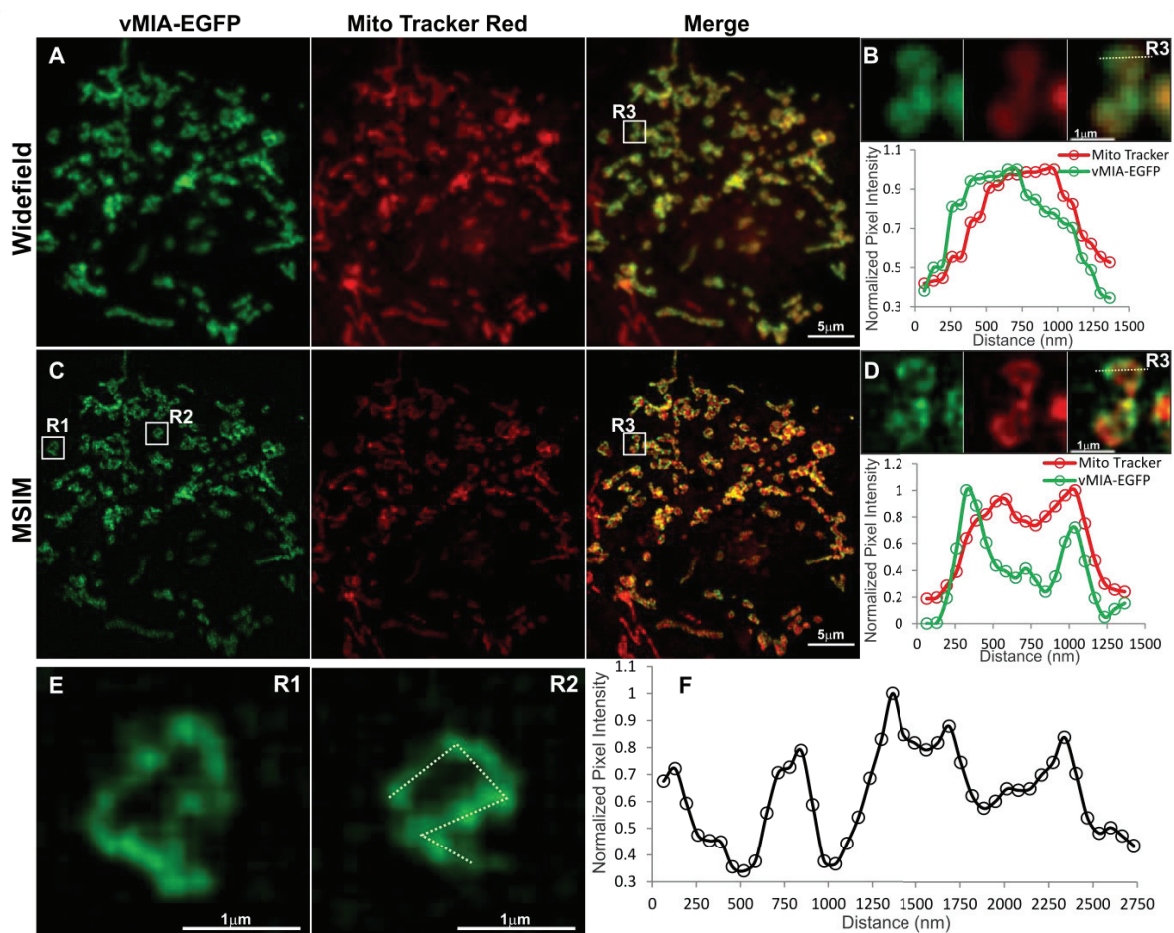 vMIA-EGFP Mito Tracker Red Merge
Widefield
A
R3
5µm
B
R3
1µm
Mito Tracker
vMIA-EGFP
Normalized Pixel Intensity
1.1
0.9
0.7
0.5
0.3
0 250 500 750 1000 1250 1500
Distance (nm)
MSIM
C
R1
R2
R3
5µm
D
R3
1µm
Mito Tracker
vMIA-EGFP
Normalized Pixel Intensity
1.2
1
0.8
0.6
0.4
0.2
0
0 250 500 750 1000 1250 1500
Distance (nm)
E
R1
1µm
R2
1µm
F
Normalized Pixel Intensity
1.1
1
0.9
0.8
0.7
0.6
0.5
0.4
0.3
0 250 500 750 1000 1250 1500 1750 2000 2250 2500 2750
Distance (nm)